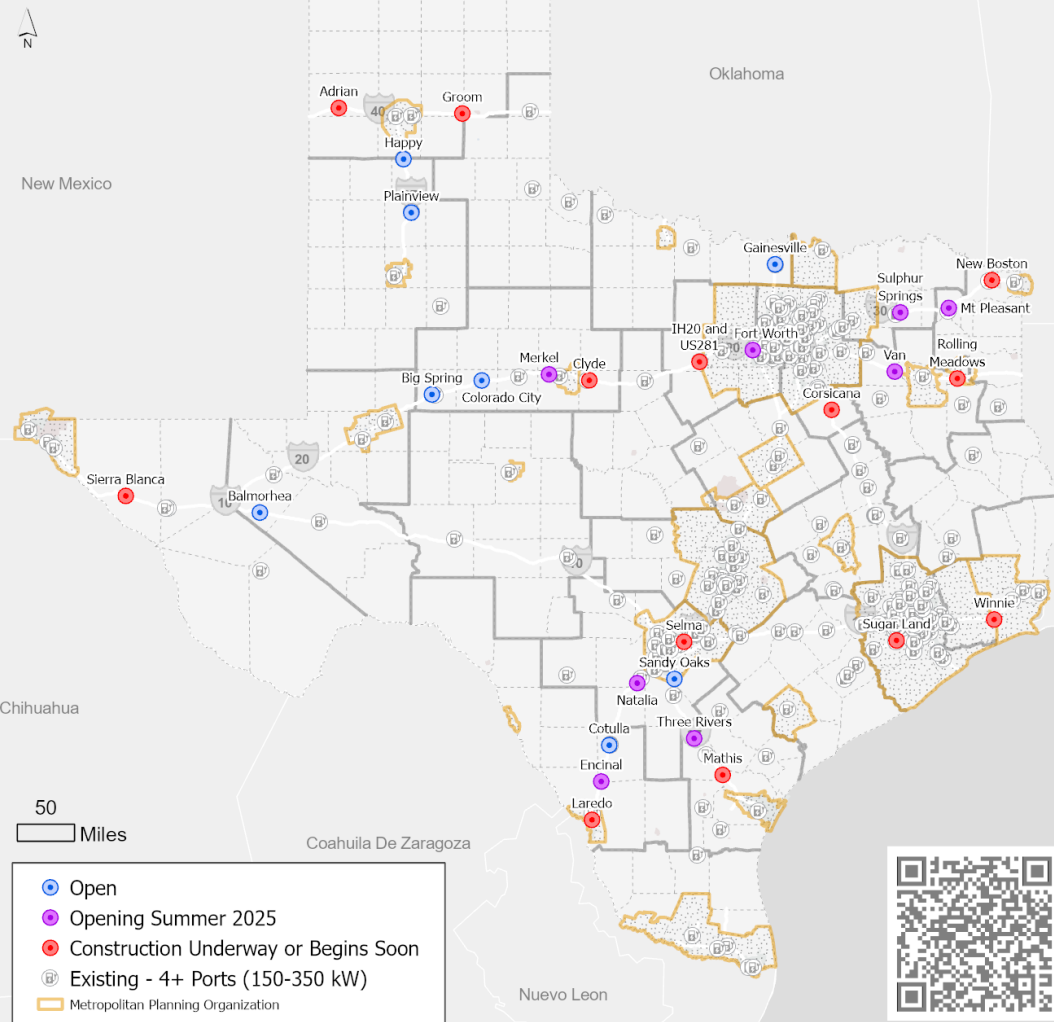 N
Oklahoma
Adrian
Groom
40
Happy
New Mexico
Plainview
Gainesville
New Boston
Sulphur
Springs
30
Mt Pleasant
IH20 and
US281
Fort Worth
Rolling
Meadows
Van
Merkel
Clyde
Big Spring
Colorado City
Corsicana
20
Sierra Blanca
10
Balmorhea
Winnie
Selma
Sugar Land
Sandy Oaks
Natalia
Chihuahua
Three Rivers
Cotulla
Mathis
Encinal
Laredo
50
Miles
Coahuila De Zaragoza
Open
Opening Summer 2025
Construction Underway or Begins Soon
Existing - 4+ Ports (150-350 kW)
Metropolitan Planning Organization
Nuevo Leon